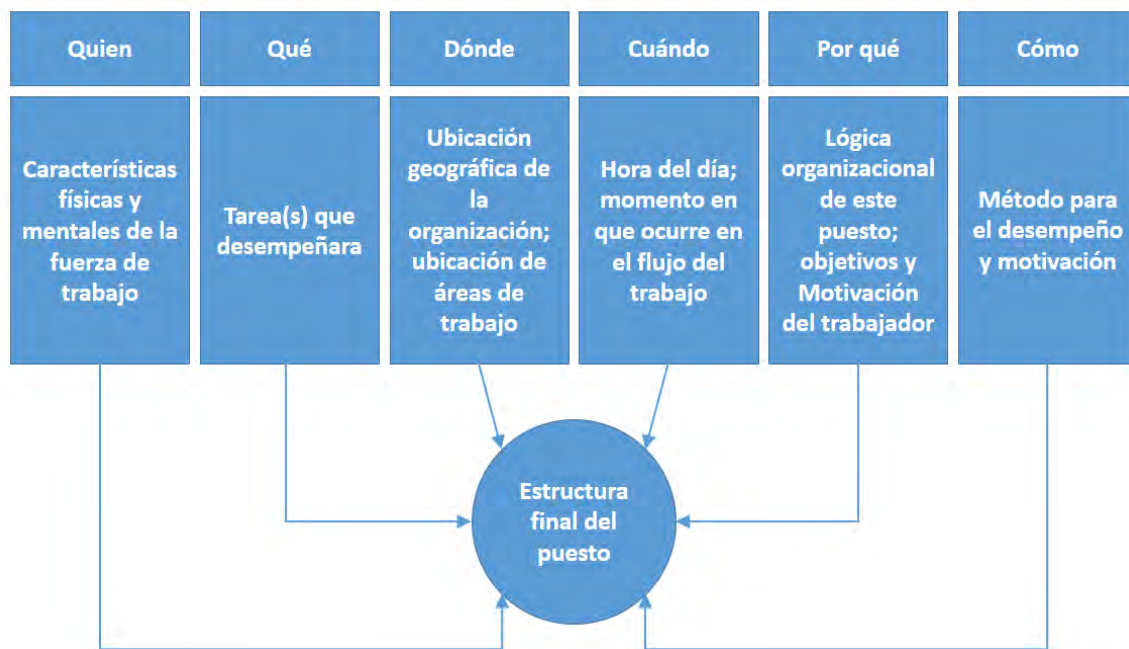 Quien
Qué
Dónde
Cuándo
Por qué
Cómo
Característicás
físicas y
mentales de la
fuerza de
trabajo
Tarea(s) que
desempeñara
Ubicación
geográfica de
la
organización;
ubicación de
áreas de
trabajo
Hora del día;
momento en
que ocurre en
el flujo del
trabajo
Lógica
organizacional
de este
puesto;
objetivos y
Motivación
del trabajador
Método para
el desempeño
y motivación
Estructura
final del
puesto